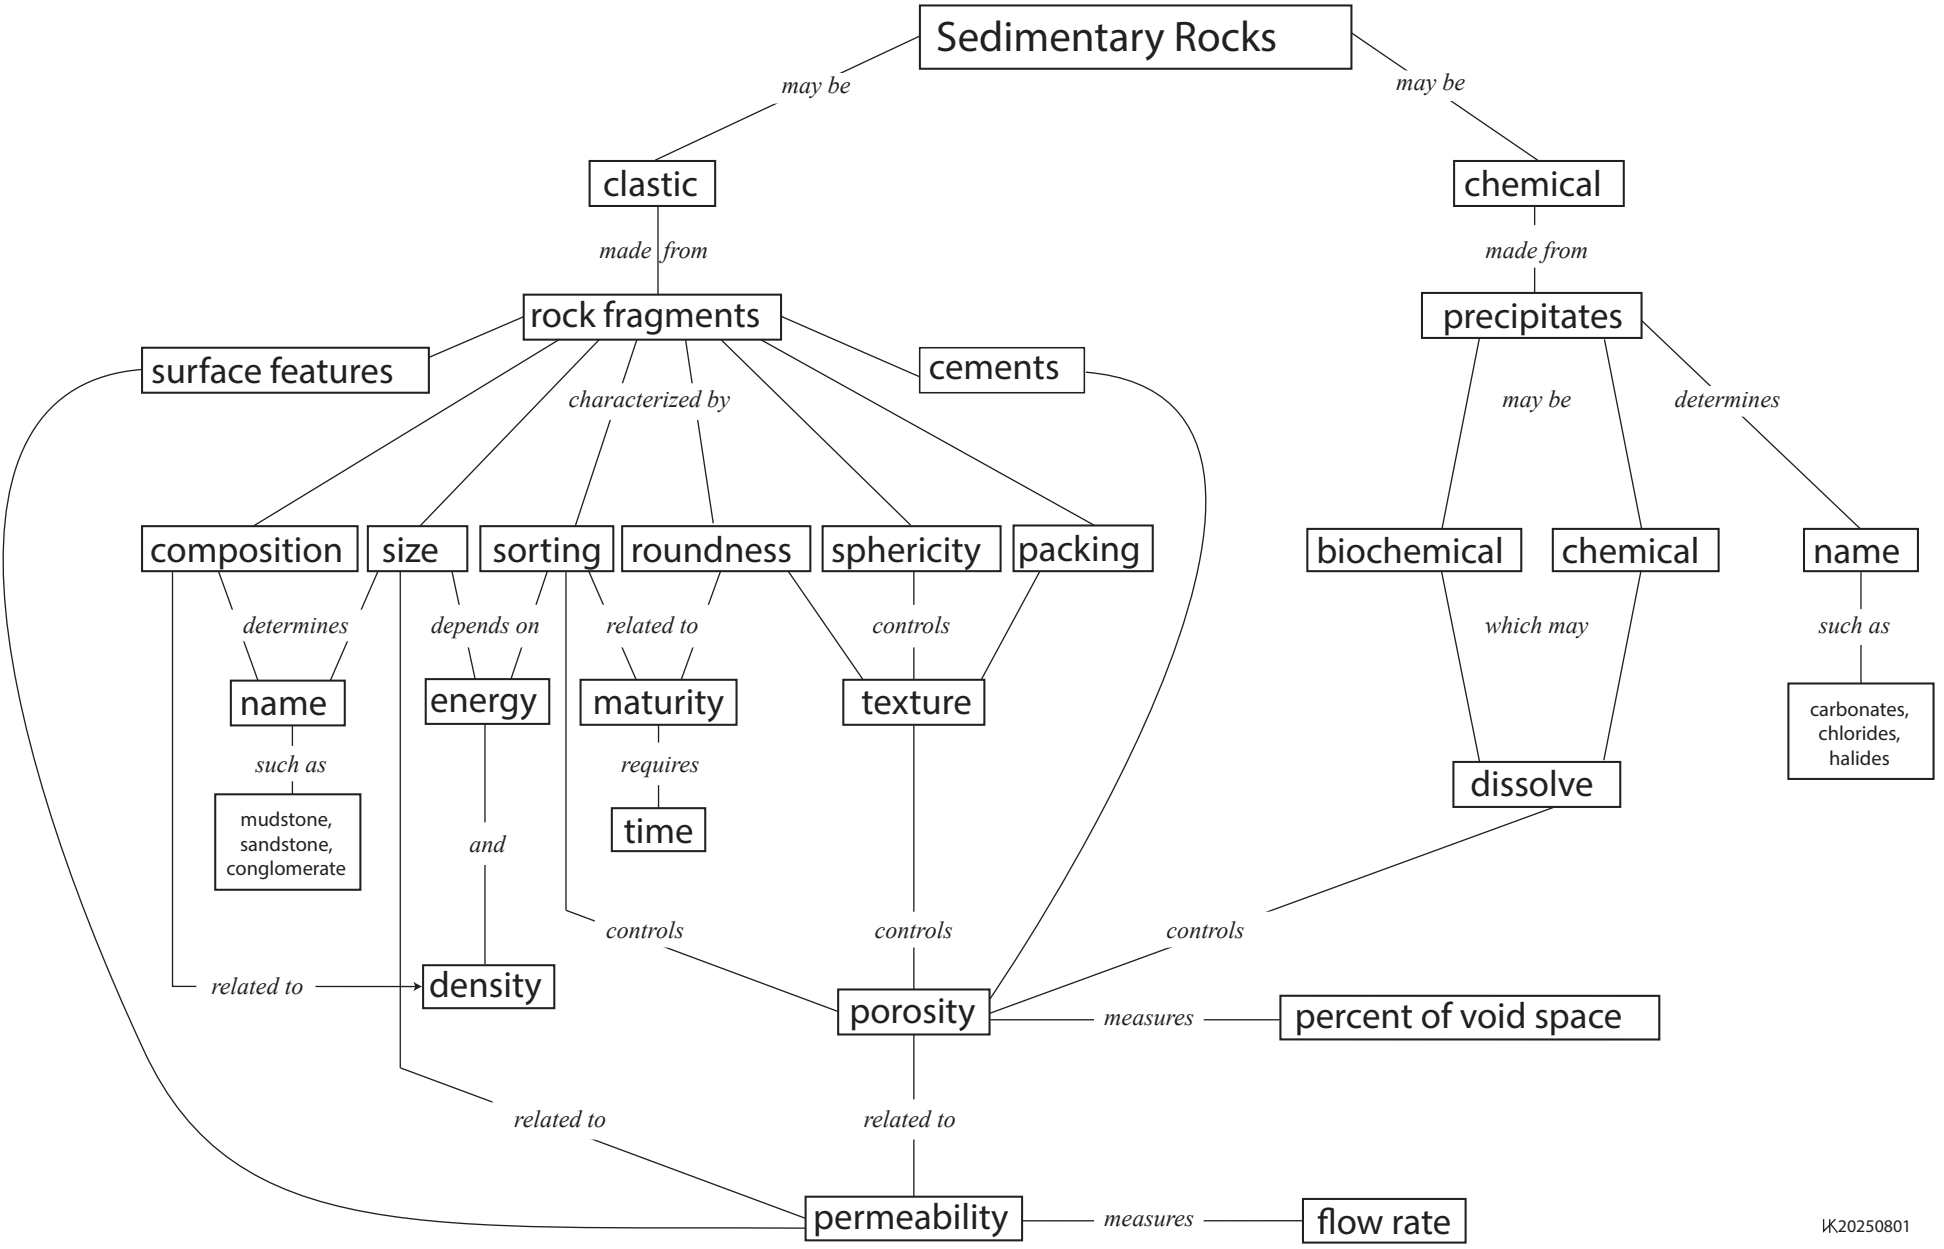 Sedimentary Rocks
may be
may be
clastic
chemical
made from
made from
rock fragments
precipitates
surface features
cements
characterized by
may be
determines
composition
size
sorting
roundness
sphericity
packing
biochemical
chemical
name
determines
depends on
related to
controls
which may
such as
name
energy
maturity
texture
carbonates,
chlorides,
halides
such as
requires
dissolve
mudstone,
sandstone,
conglomerate
time
and
controls
controls
controls
related to
density
porosity
measures
percent of void space
related to
related to
permeability
measures
flow rate